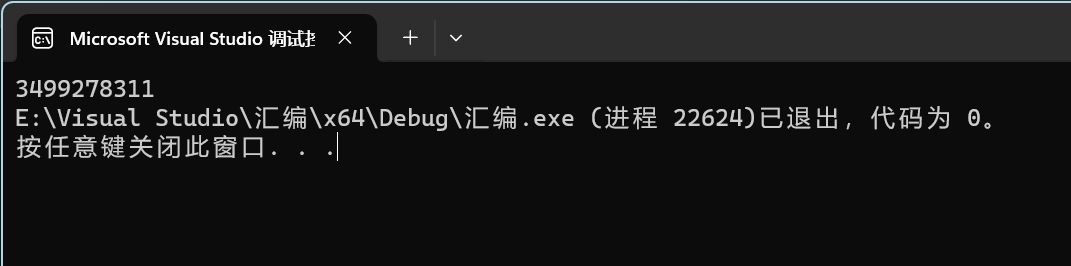 Microsoft Visual Studio 调试
3499278311
E:\Visual Studio\汇编\x64\Debug\汇编.exe (进程 22624)已退出，代码为 0。
按任意键关闭此窗口. . .